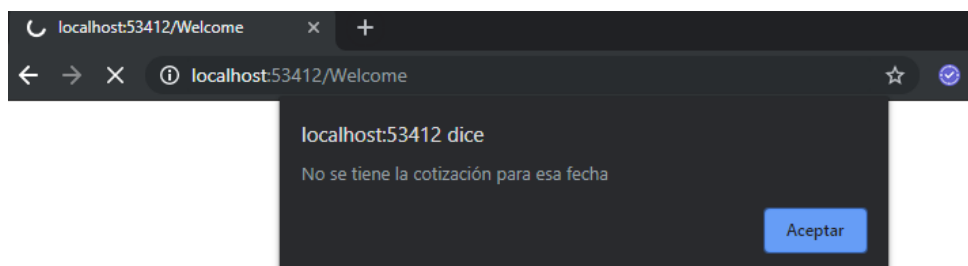 localhost:53412/Welcome
localhost:53412/Welcome
localhost:53412 dice
No se tiene la cotización para esa fecha
Aceptar